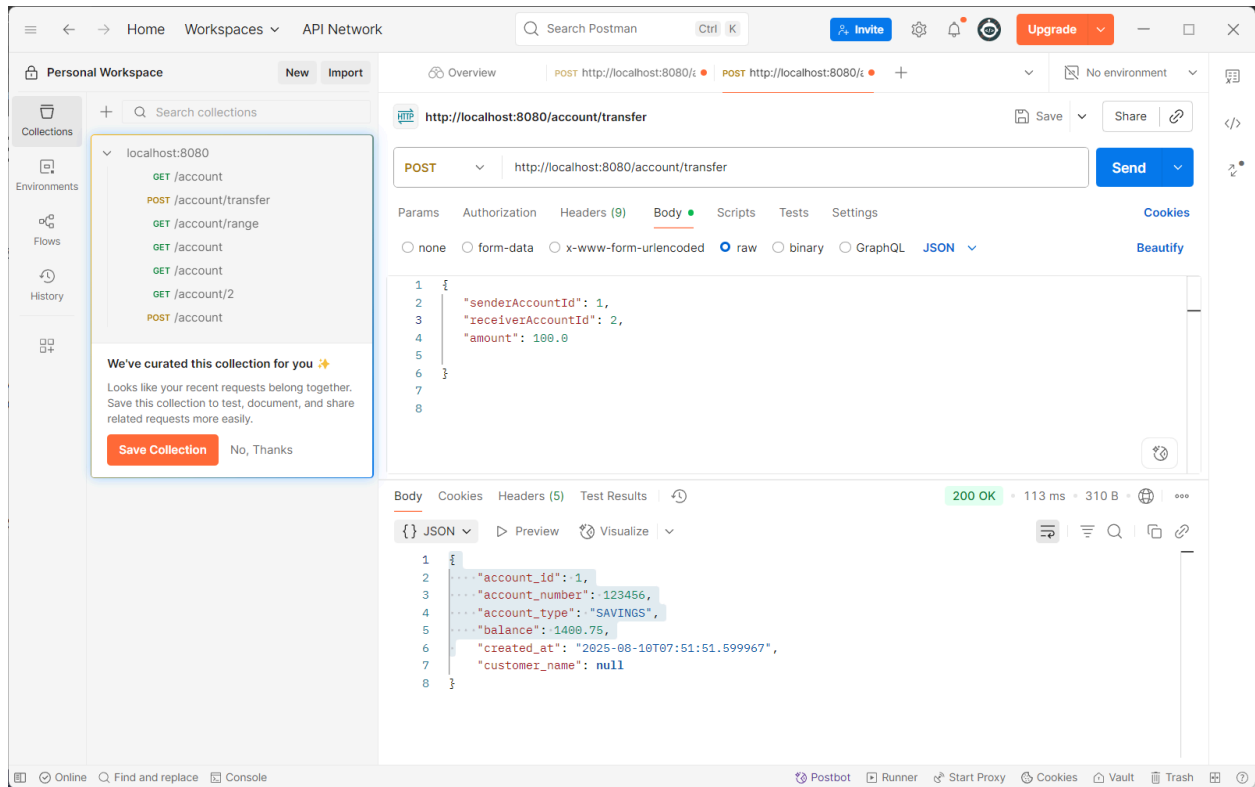 Home Workspaces API Network Search Postman Ctrl K Invite Upgrade
Personal Workspace New Import Overview POST http://localhost:8080/a POST http://localhost:8080/a No environment
Collections
Environments
Flows
History
Search collections
localhost:8080
GET /account
POST /account/transfer
GET /account/range
GET /account
GET /account
GET /account/2
POST /account
We've curated this collection for you ✨
Looks like your recent requests belong together.
Save this collection to test, document, and share
related requests more easily.
Save Collection No, Thanks
HTTP http://localhost:8080/account/transfer Save Share
POST http://localhost:8080/account/transfer Send
Params Authorization Headers (9) Body Scripts Tests Settings Cookies
none form-data x-www-form-urlencoded raw binary GraphQL JSON Beautify
1 {
2 "senderAccountId": 1,
3 "receiverAccountId": 2,
4 "amount": 100.0
5
6 }
7
8
Body Cookies Headers (5) Test Results 200 OK 113 ms 310 B
{} JSON Preview Visualize
1 {
2 "account_id": 1,
3 "account_number": 123456,
4 "account_type": "SAVINGS",
5 "balance": 1400.75,
6 "created_at": "2025-08-10T07:51:51.599967",
7 "customer_name": null
8 }
Online Find and replace Console Postbot Runner Start Proxy Cookies Vault Trash